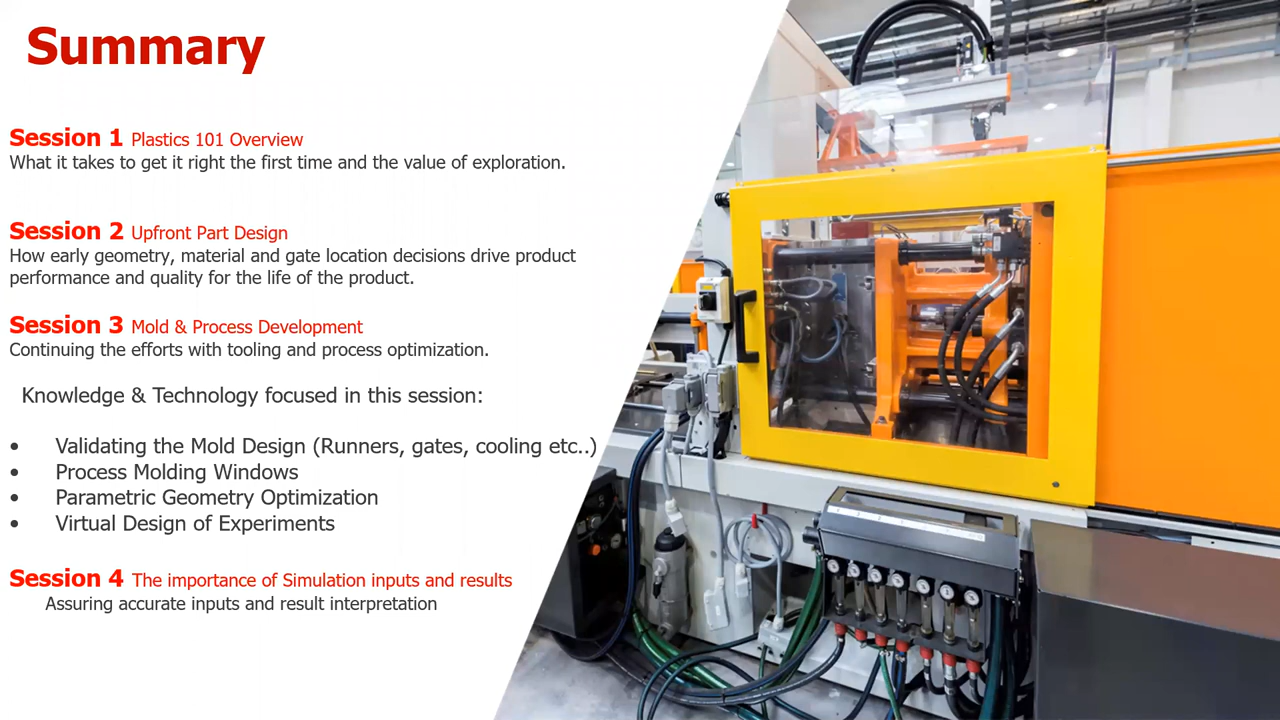 Summary
Session 1 Plastics 101 Overview
What it takes to get it right the first time and the value of exploration.
Session 2 Upfront Part Design
How early geometry, material and gate location decisions drive product
performance and quality for the life of the product.
Session 3 Mold & Process Development
Continuing the efforts with tooling and process optimization.
Knowledge & Technology focused in this session:
• Validating the Mold Design (Runners, gates, cooling etc..)
• Process Molding Windows
• Parametric Geometry Optimization
• Virtual Design of Experiments
Session 4 The importance of Simulation inputs and results
Assuring accurate inputs and result interpretation